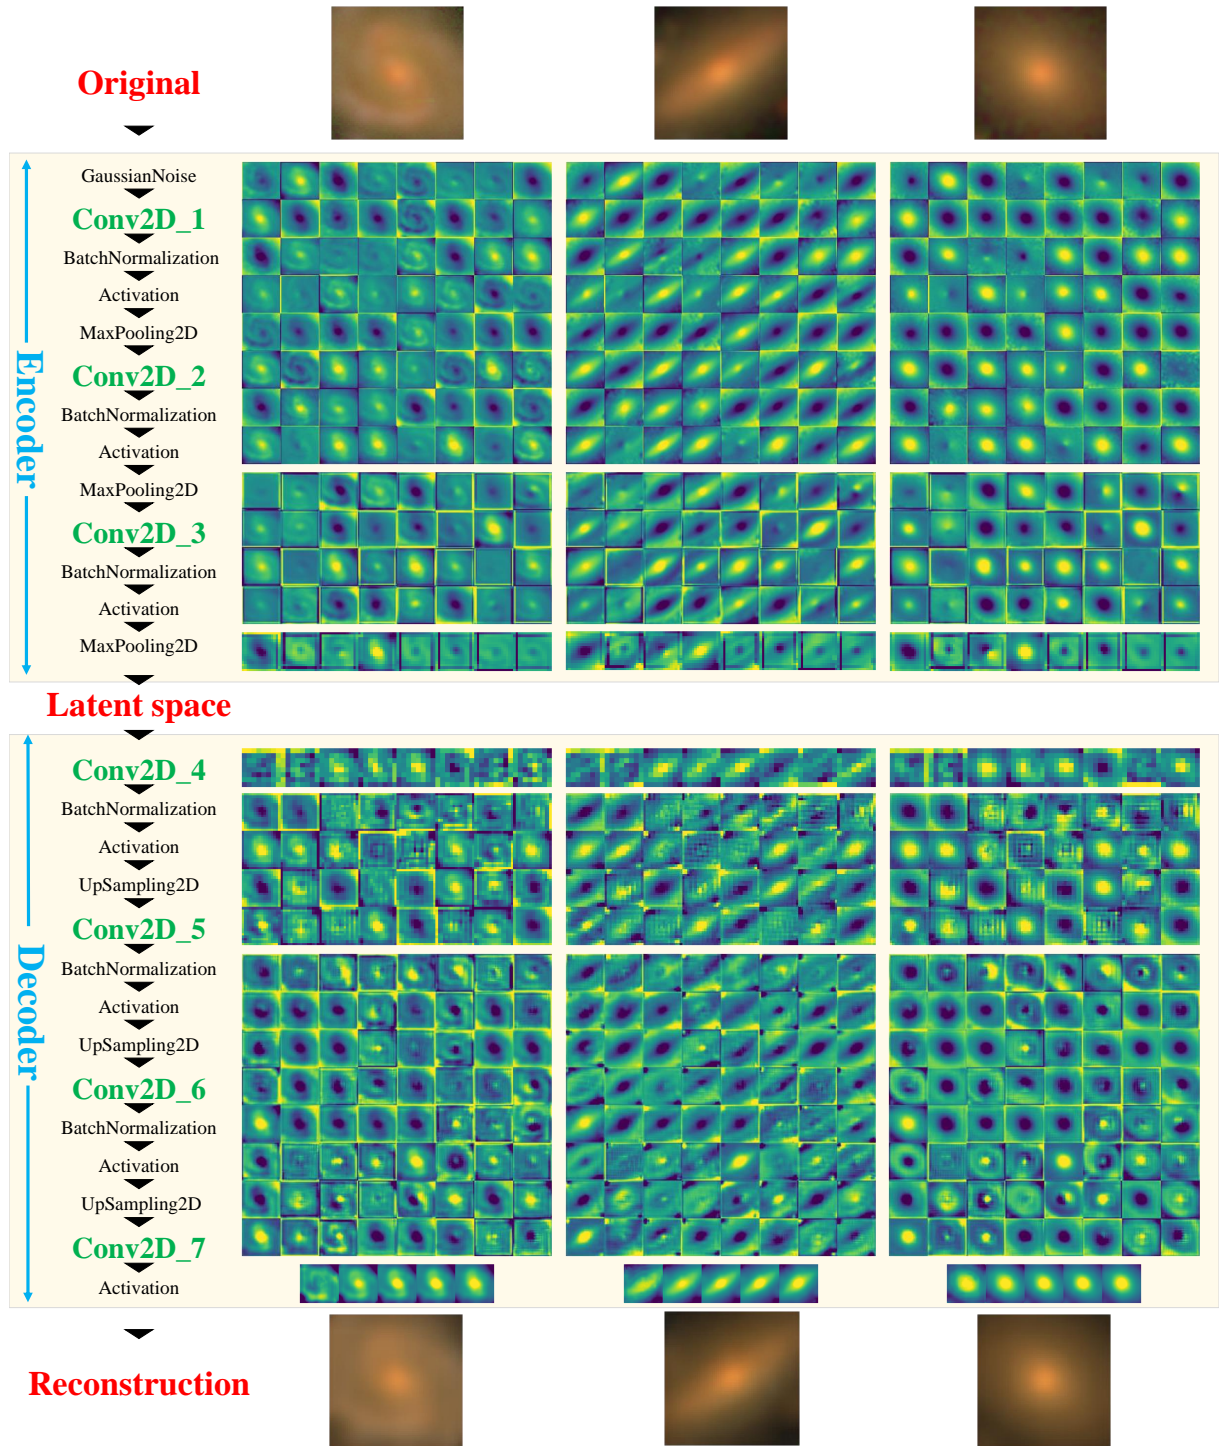 Original
Encoder
GaussianNoise
Conv2D_1
BatchNormalization
Activation
MaxPooling2D
Conv2D_2
BatchNormalization
Activation
MaxPooling2D
Conv2D_3
BatchNormalization
Activation
MaxPooling2D
Latent space
Decoder
Conv2D_4
BatchNormalization
Activation
UpSampling2D
Conv2D_5
BatchNormalization
Activation
UpSampling2D
Conv2D_6
BatchNormalization
Activation
UpSampling2D
Conv2D_7
Activation
Reconstruction